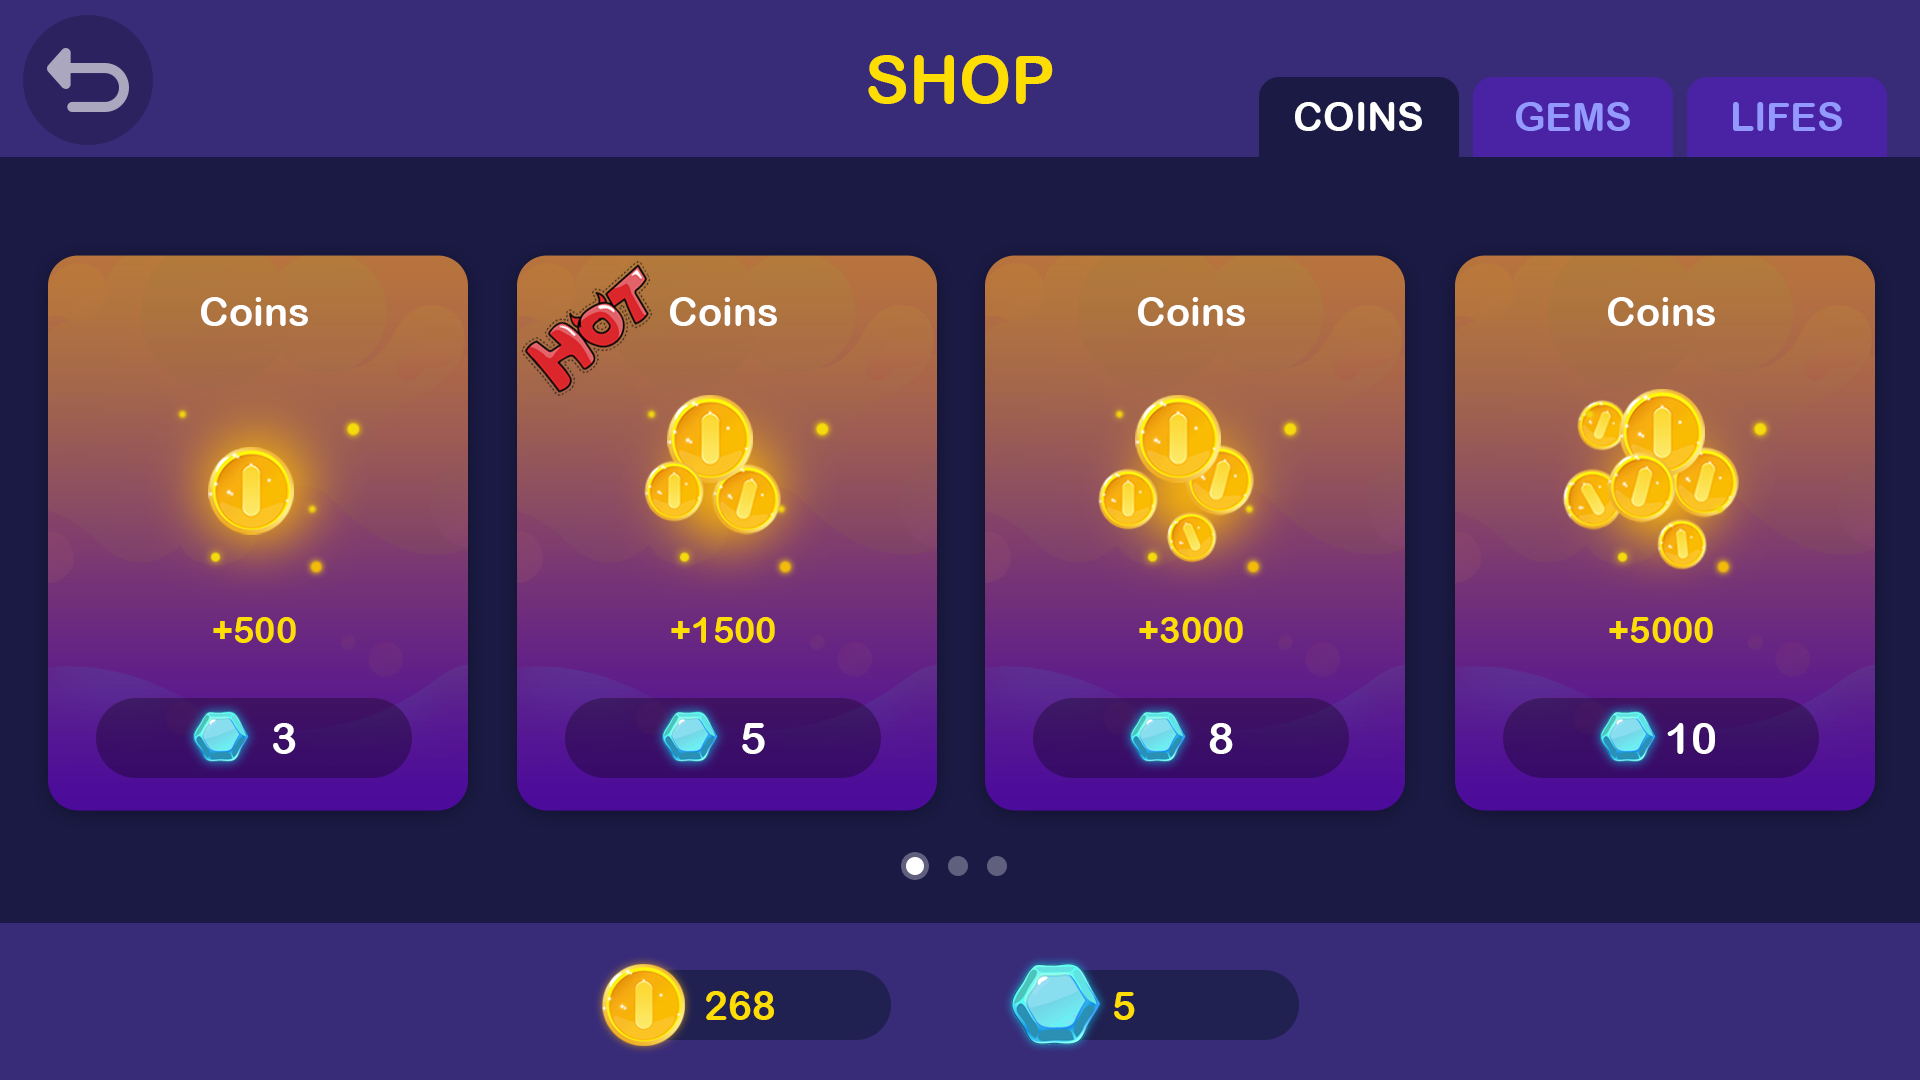 SHOP
COINS
GEMS
LIFES
Coins
+500
3
HOT
Coins
+1500
5
Coins
+3000
8
Coins
+5000
10
268
5